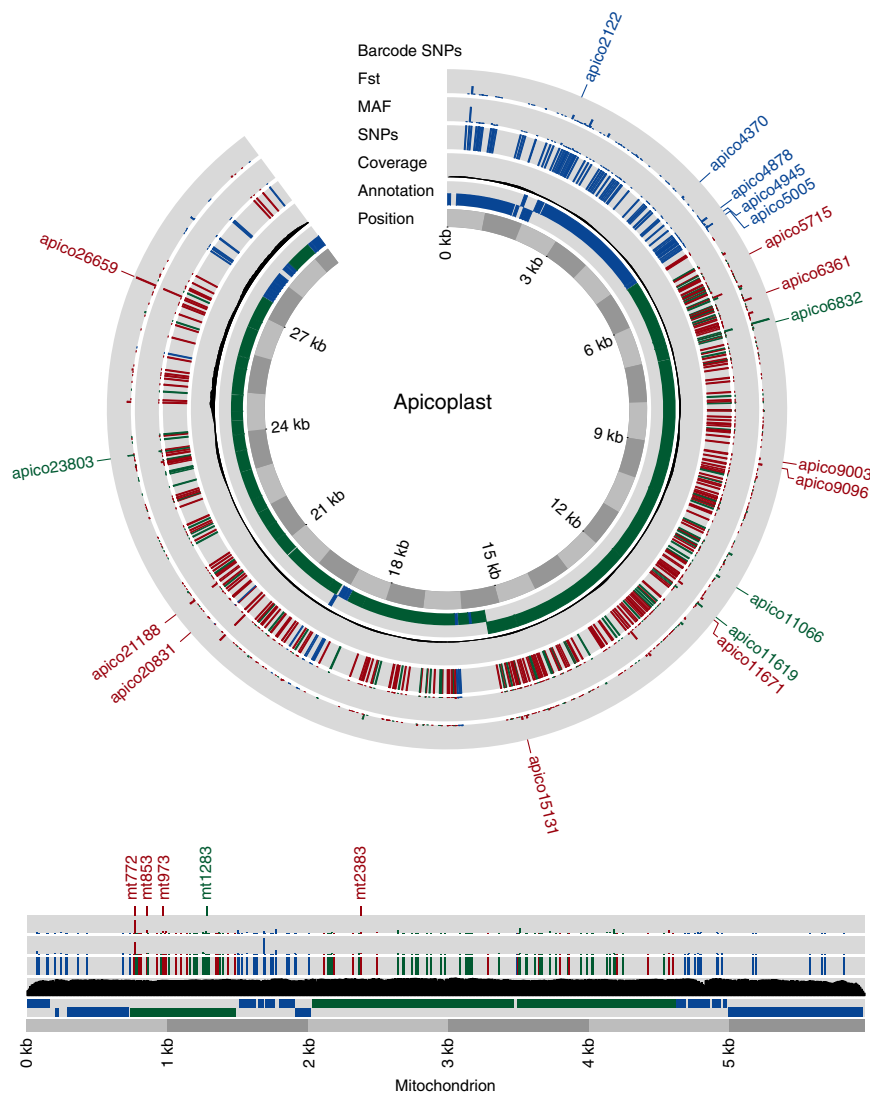 Barcode SNPs
Fst
MAF
SNPs
Coverage
Annotation
Position
apico2122
apico4370
apico4878
apico4945
apico5005
apico5715
apico6361
apico6832
apico9003
apico9096
apico11066
apico11619
apico11671
apico15131
apico20831
apico21188
apico23803
apico26659
0 kb
3 kb
6 kb
9 kb
12 kb
15 kb
18 kb
21 kb
24 kb
27 kb
Apicoplast
mt772
mt853
mt973
mt1283
mt2383
0 kb
1 kb
2 kb
3 kb
4 kb
5 kb
Mitochondrion